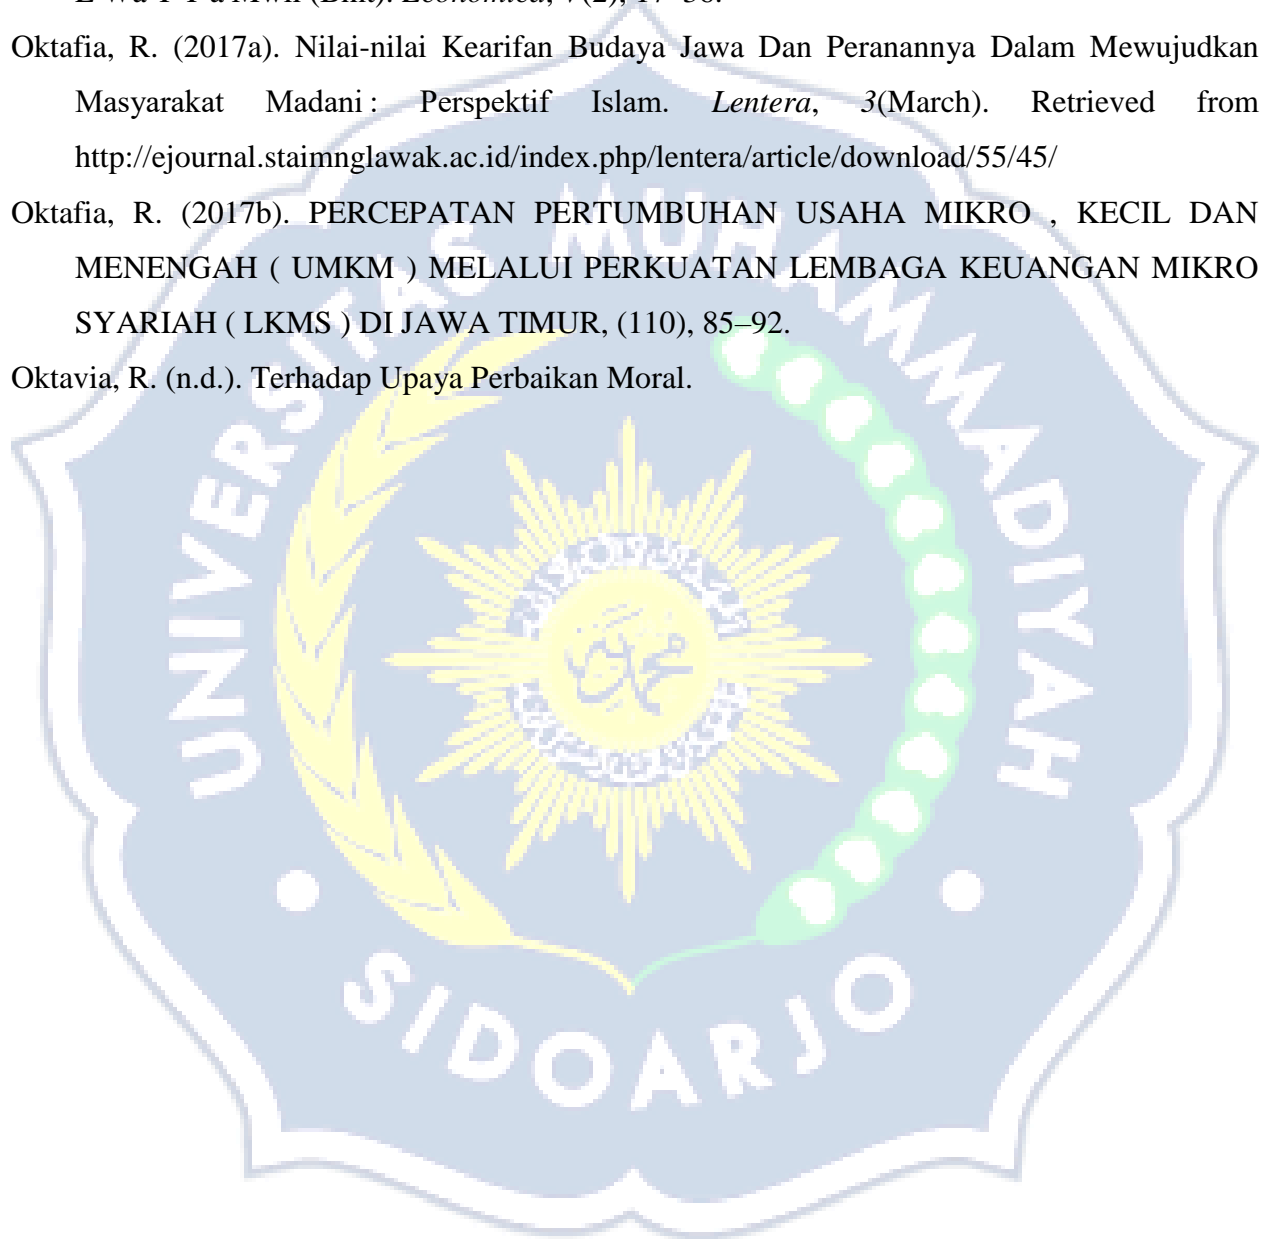 Oktafia, R. (2017a). Nilai-nilai Kearifan Budaya Jawa Dan Peranannya Dalam Mewujudkan
Masyarakat Madani : Perspektif Islam. Lentera, 3(March). Retrieved from
http://ejournal.staimnglawak.ac.id/index.php/lentera/article/download/55/45/
Oktafia, R. (2017b). PERCEPATAN PERTUMBUHAN USAHA MIKRO , KECIL DAN
MENENGAH ( UMKM ) MELALUI PERKUATAN LEMBAGA KEUANGAN MIKRO
SYARIAH ( LKMS ) DI JAWA TIMUR, (110), 85–92.
Oktavia, R. (n.d.). Terhadap Upaya Perbaikan Moral.
UNIVERSITAS MUHAMMADIYAH
SIDOARJO